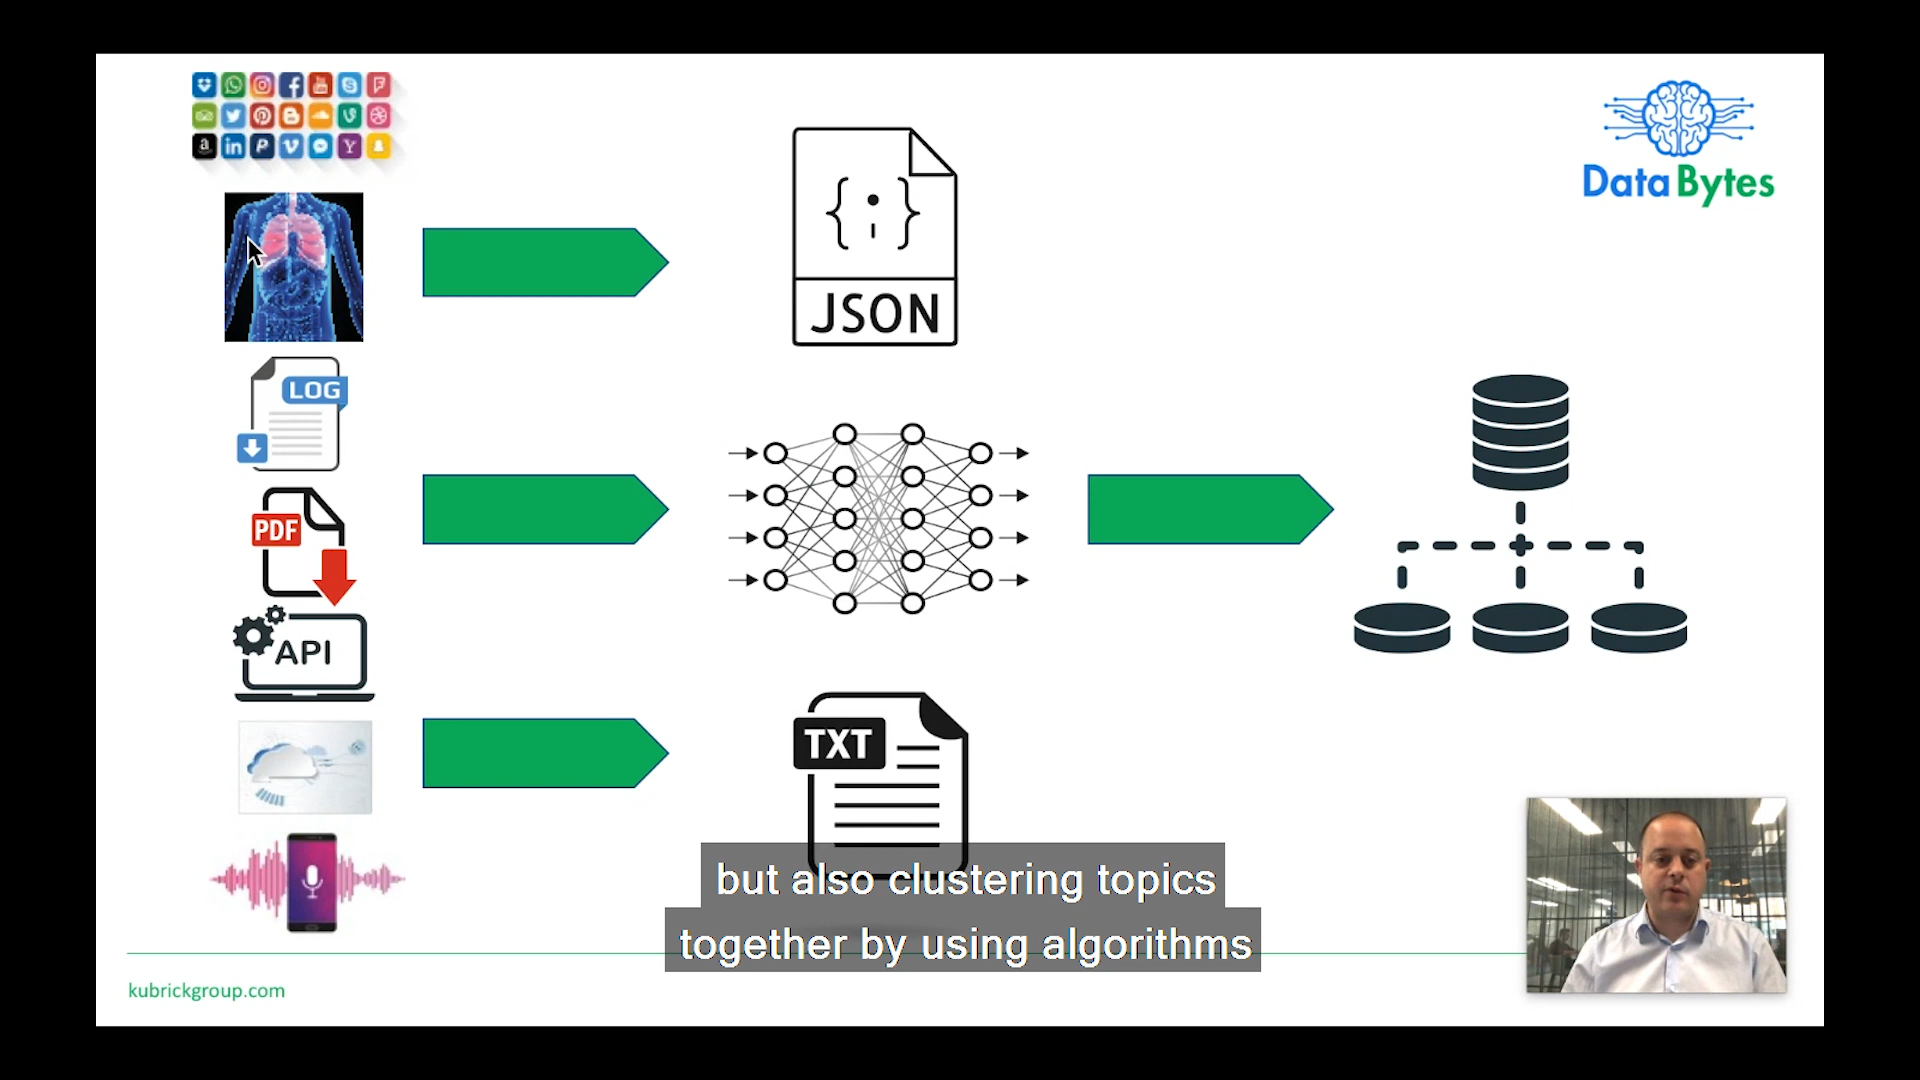 Data Bytes
JSON
LOG
PDF
API
TXT
but also clustering topics
together by using algorithms
kubrickgroup.com